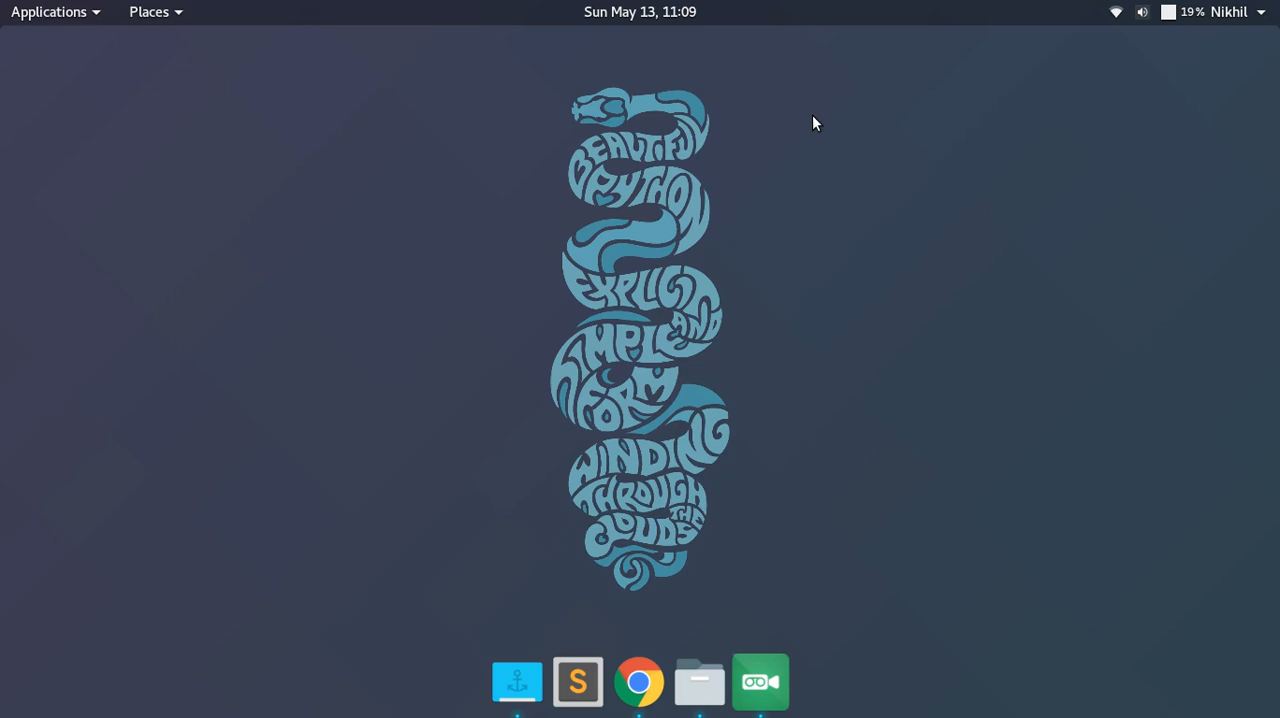 Applications Places Sun May 13, 11:09 19% Nikhil
BEAUTIFUL
PYTHON
EXPLICIT
AND
SIMPLE
FORM
WINDING
THROUGH
THE
CLOUDS
S